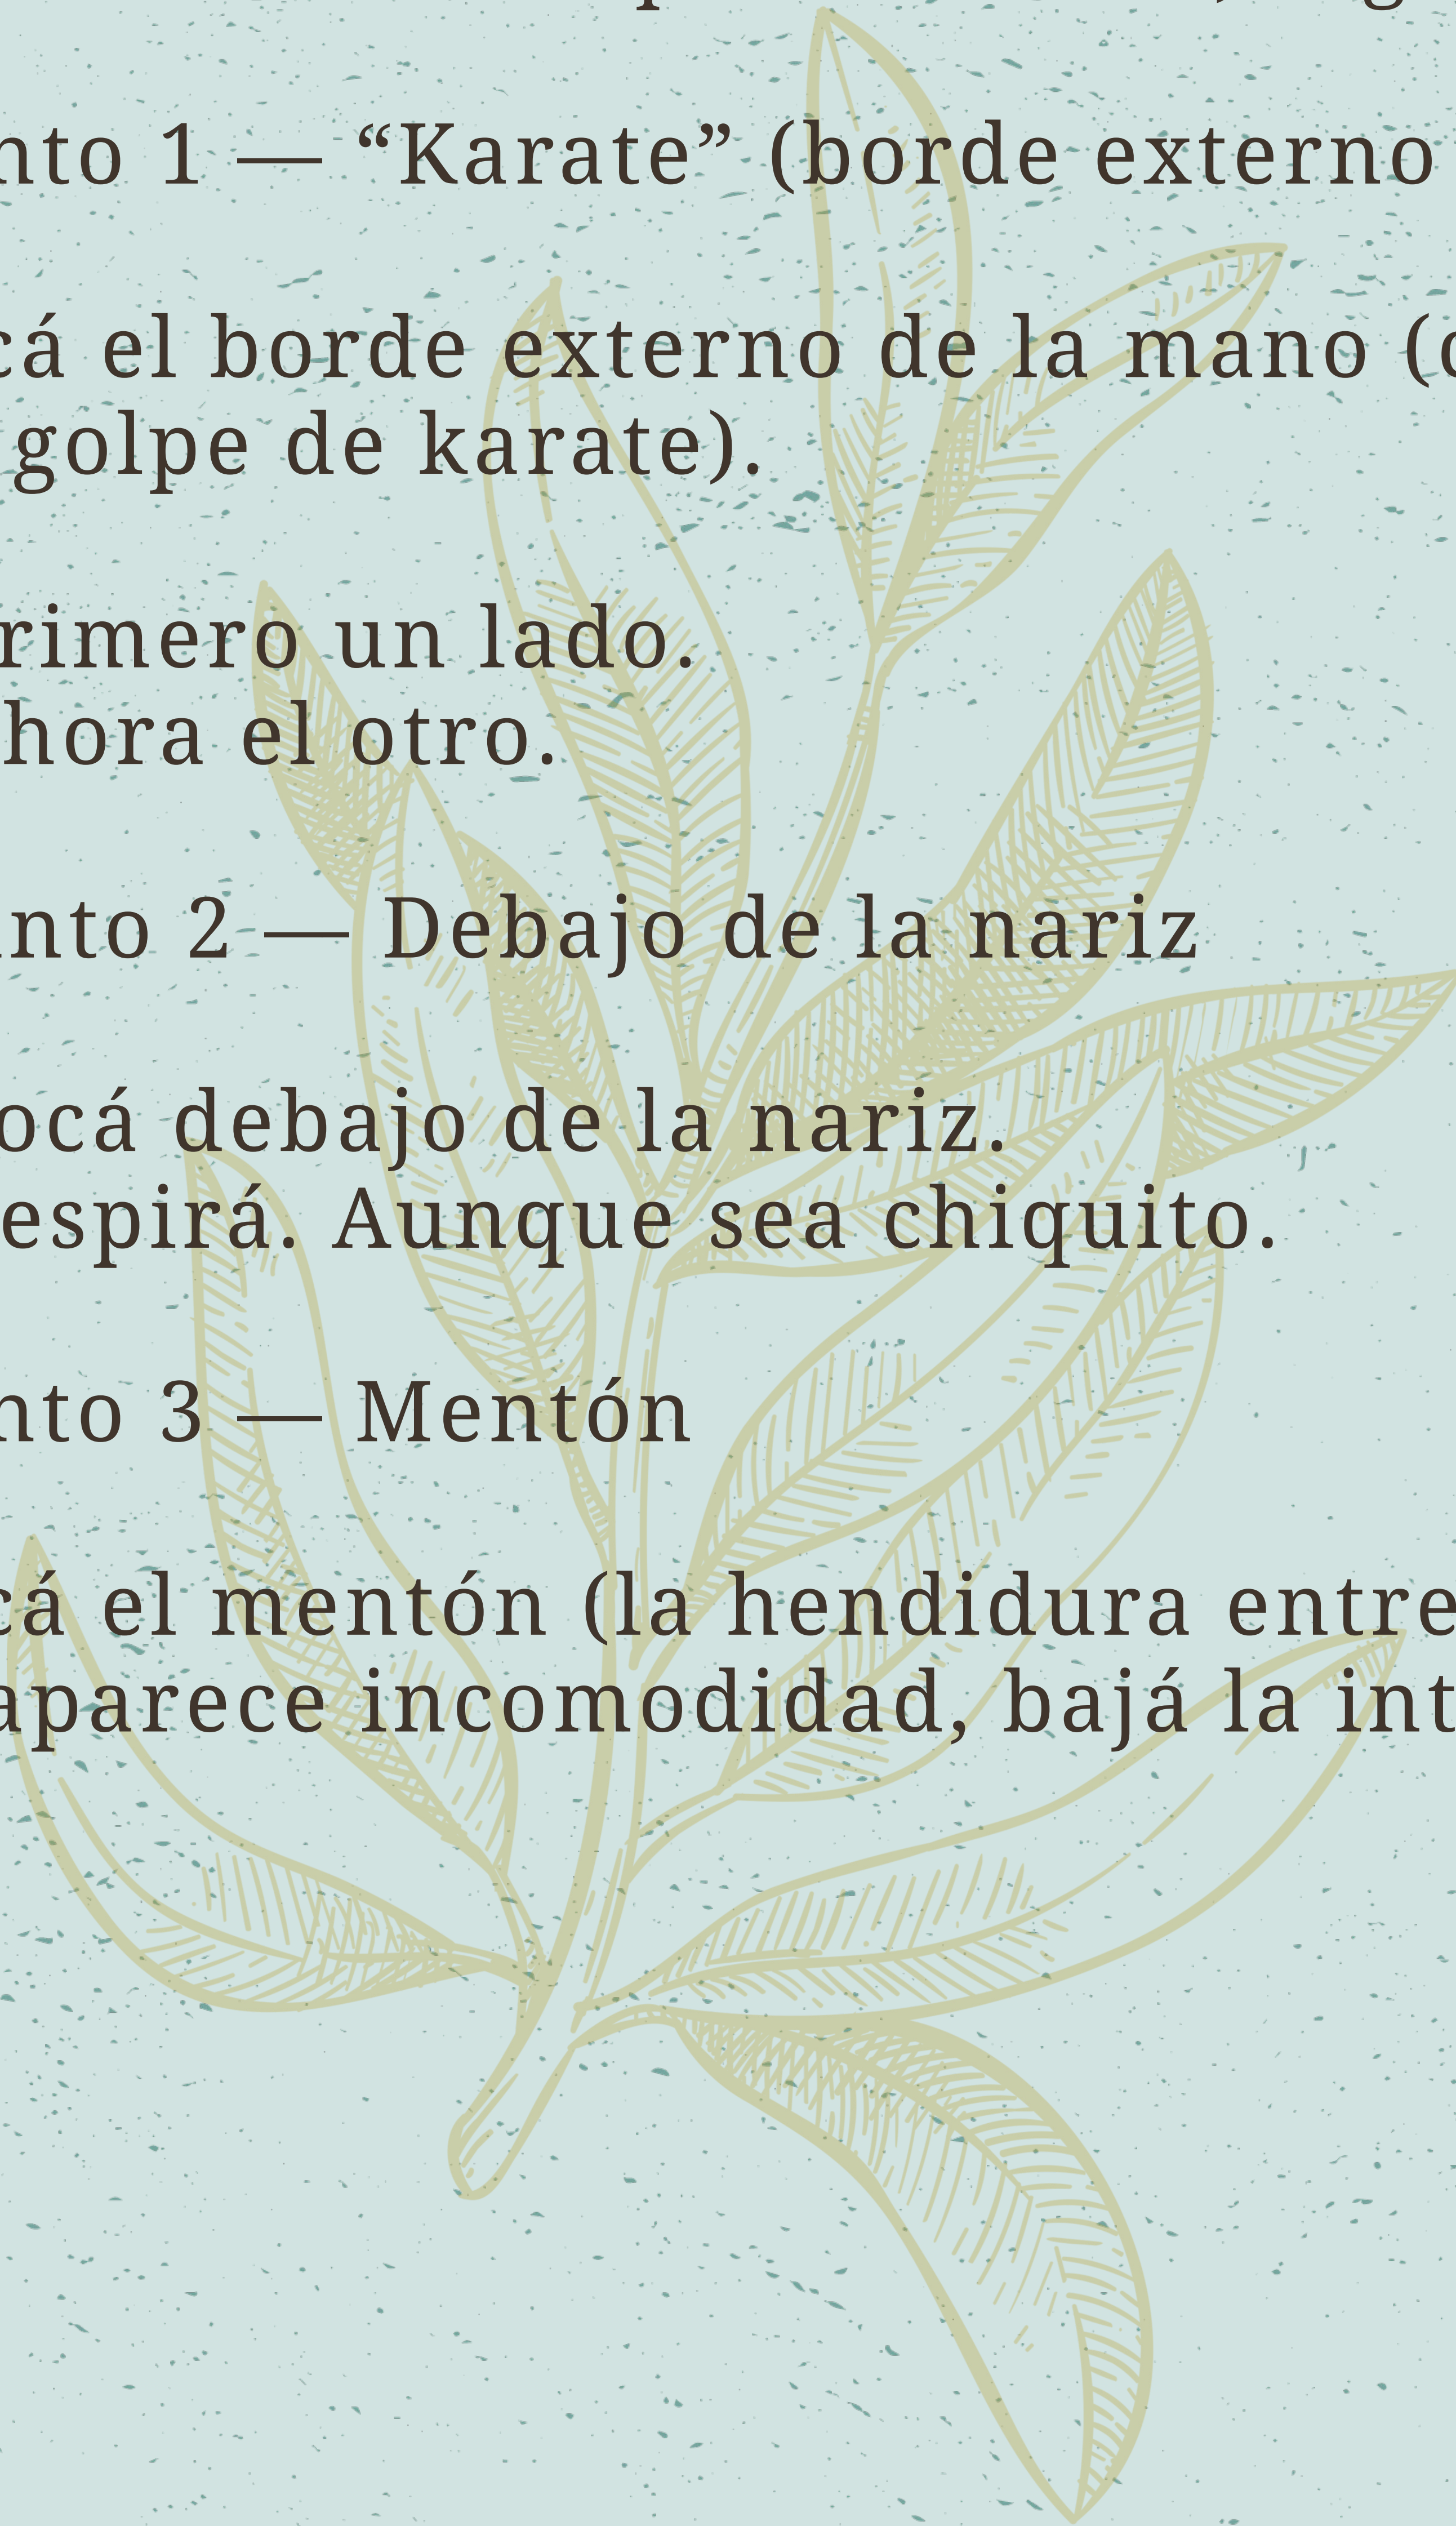 nto 1 — “Karate” (borde externo
cá el borde externo de la mano (
golpe de karate).
rimero un lado.
hora el otro.
nto 2 — Debajo de la nariz
ocá debajo de la nariz.
espirá. Aunque sea chiquito.
nto 3 — Mentón
cá el mentón (la hendidura entre
aparece incomodidad, bajá la int